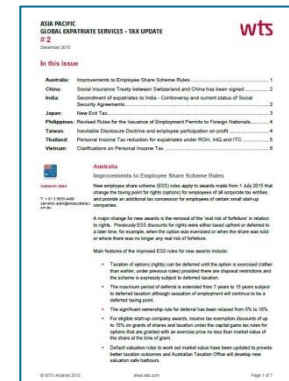 ASIA PACIFIC
GLOBAL EXPATRIATE SERVICES - TAX UPDATE
# 2
December 2015
wts
In this issue
Australia: Improvements to Employee Share Scheme Rules 1
China: Social Insurance Treaty between Switzerland and China has been signed 2
India: Secondment of expatriates to India - Controversy and current status of Social
Security Agreements 2
Japan: New Exit Tax 3
Philippines: Revised Rules for the Issuance of Employment Permits to Foreign Nationals 4
Taiwan: Inevitable Disclosure Doctrine and employee participation on profit 4
Thailand: Personal Income Tax reduction for expatriates under ROH, IHQ and ITC 5
Vietnam: Clarifications on Personal Income Tax 6
Australia
Improvements to Employee Share Scheme Rules
New employee share scheme (ESS) rules apply to awards made from 1 July 2015 that
change the taxing point for rights (options) for employees of all corporate tax entities
and provide an additional tax concession for employees of certain small start-up
companies.
A major change for new awards is the removal of the 'real risk of forfeiture' in relation
to rights. Previously ESS discounts for rights were either taxed upfront or deferred to
a later time, for example, when the option was exercised or when the share was sold
or where there was no longer any real risk of forfeiture.
Main features of the improved ESS rules for new awards include:
• Taxation of options (rights) can be deferred until the option is exercised (rather
than earlier, under previous rules) provided there are disposal restrictions and
the scheme is expressly subject to deferred taxation.
• The maximum period of deferral is extended from 7 years to 15 years subject
to deferred taxation although cessation of employment will continue to be a
deferred taxing point.
• The significant ownership rule for deferral has been relaxed from 5% to 10%.
• For eligible start-up company awards, income tax exemption discounts of up
to 15% on grants of shares and taxation under the capital gains tax rules for
options that are granted with an exercise price no less than market value of
the share at the time of grant.
• Default valuation rules to work out market value have been updated to provide
better taxation outcomes and Australian Taxation Office will develop new
valuation safe harbours.
© WTS Alliance 2015
www.wts.com
Page 1 of 7